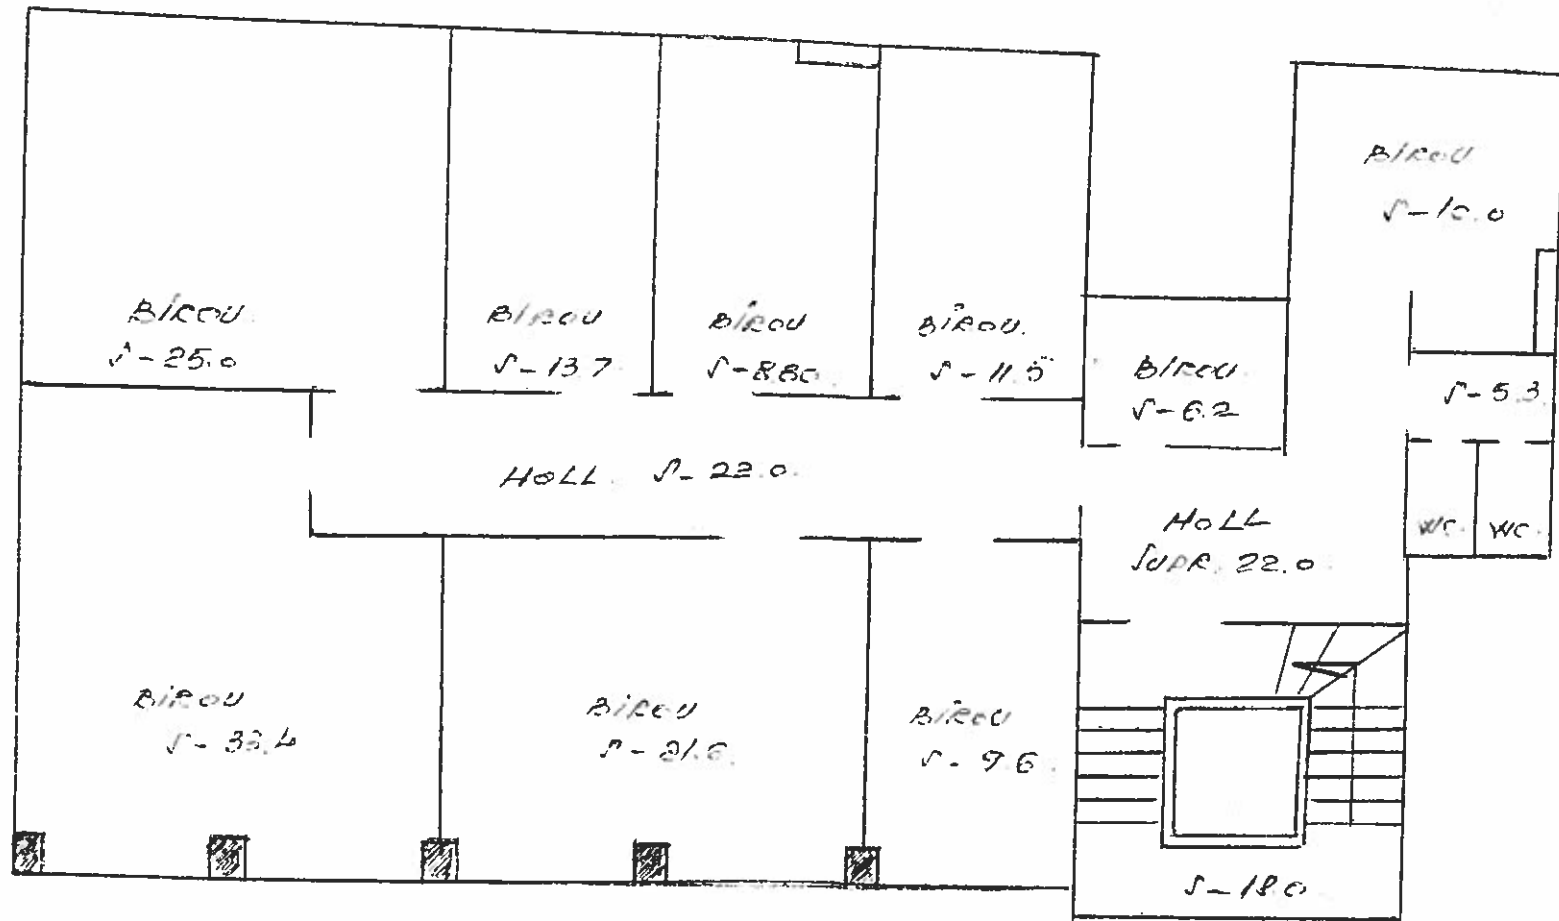 BIROU
S-10.0
BIROU
S-25.0
BIROU
S-13.7
BIROU
S-8.80
BIROU.
S-11.5
BIROU
S-6.2
S-5.3
HOLL. S-22.0.
HOLL
SUPR. 22.0
WC.
WC.
BIROU
S-33.4
BIROU
S-21.6.
BIROU
S-9.6
S-18.0